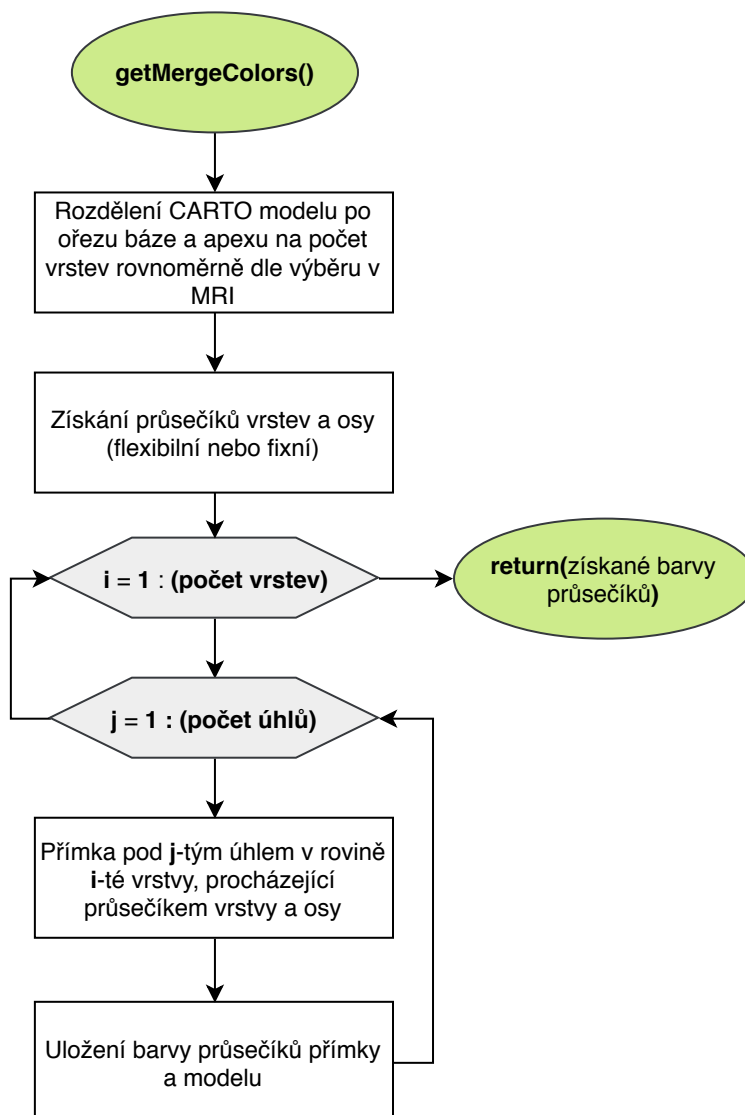 getMergeColors()
Rozdělení CARTO modelu po
ořezu báze a apexu na počet
vrstev rovnoměrně dle výběru v
MRI
Získání průsečíků vrstev a osy
(flexibilní nebo fixní)
i = 1 : (počet vrstev)
return(získané barvy
průsečíků)
j = 1 : (počet úhlů)
Přímka pod j-tým úhlem v rovině
i-té vrstvy, procházející
průsečíkem vrstvy a osy
Uložení barvy průsečíků přímky
a modelu